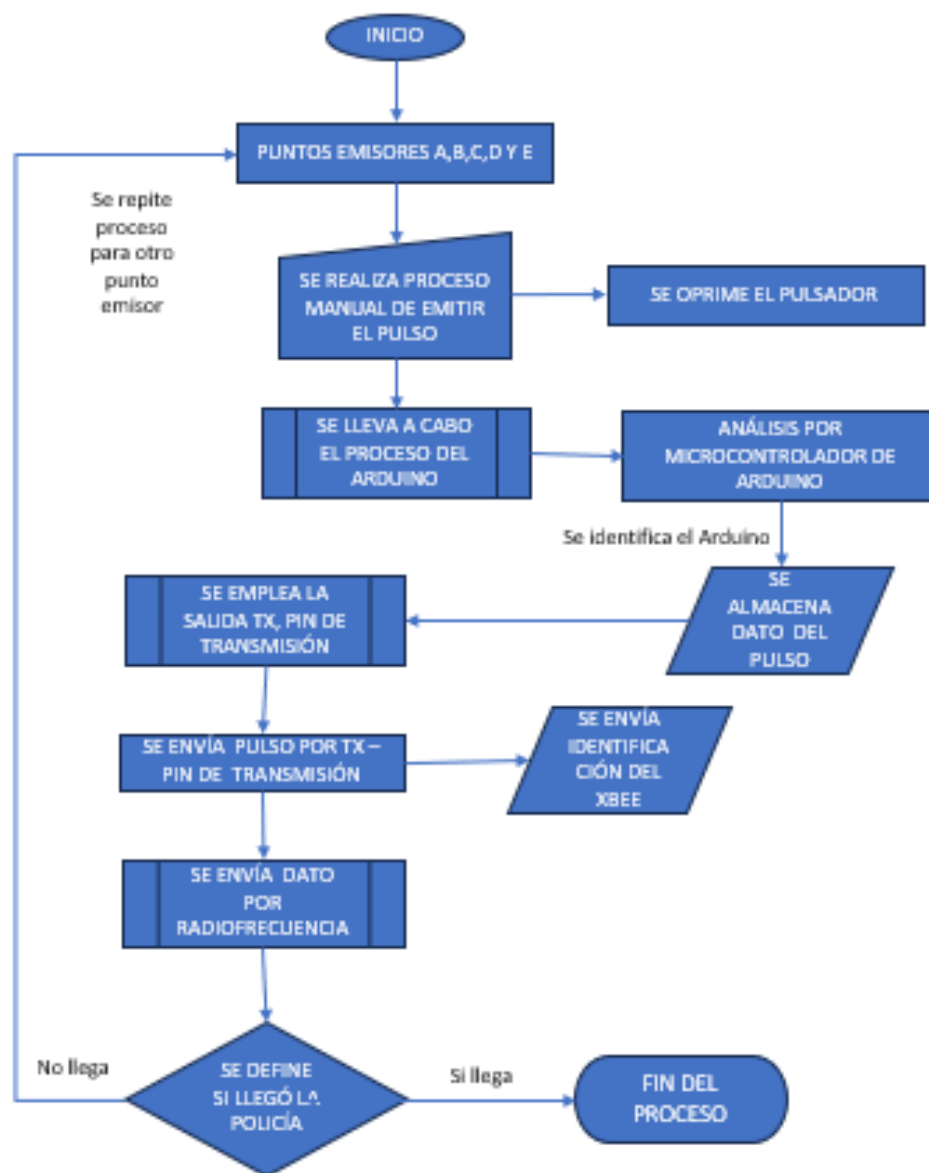 INICIO
PUNTOS EMISORES A,B,C,D Y E
Se repite
proceso
para otro
punto
emisor
SE REALIZA PROCESO
MANUAL DE EMITIR
EL PULSO
SE OPRIME EL PULSADOR
SE LLEVA A CABO
EL PROCESO DEL
ARDUINO
ANÁLISIS POR
MICROCONTROLADOR DE
ARDUINO
Se identifica el Arduino
SE
ALMACENA
DATO DEL
PULSO
SE EMPLEA LA
SALIDA TX, PIN DE
TRANSMISIÓN
SE ENVÍA PULSO POR TX –
PIN DE TRANSMISIÓN
SE ENVÍA
IDENTIFICA
CIÓN DEL
XBEE
SE ENVÍA DATO
POR
RADIOFRECUENCIA
No llega
SE DEFINE
SI LLEGÓ LA
POLICÍA
Si llega
FIN DEL
PROCESO